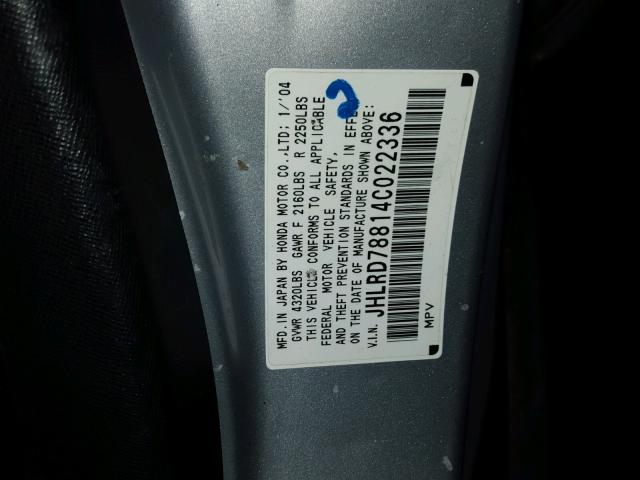 MFD. IN JAPAN BY HONDA MOTOR CO.,LTD; 1/'04
GVWR 4320LBS GAWR F 2160LBS R 2250LBS
THIS VEHICLE CONFORMS TO ALL APPLICABLE
FEDERAL MOTOR VEHICLE SAFETY,
AND THEFT PREVENTION STANDARDS IN EFFE
ON THE DATE OF MANUFACTURE SHOWN ABOVE:
V.I.N. JHLRD78814C022336
MPV